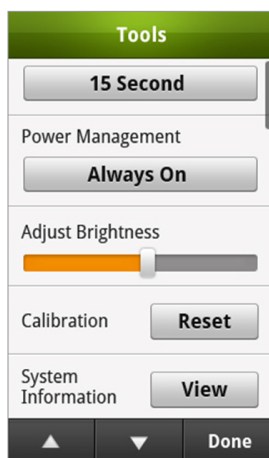 Tools
15 Second
Power Management
Always On
Adjust Brightness
Calibration
Reset
System
Information
View
Done